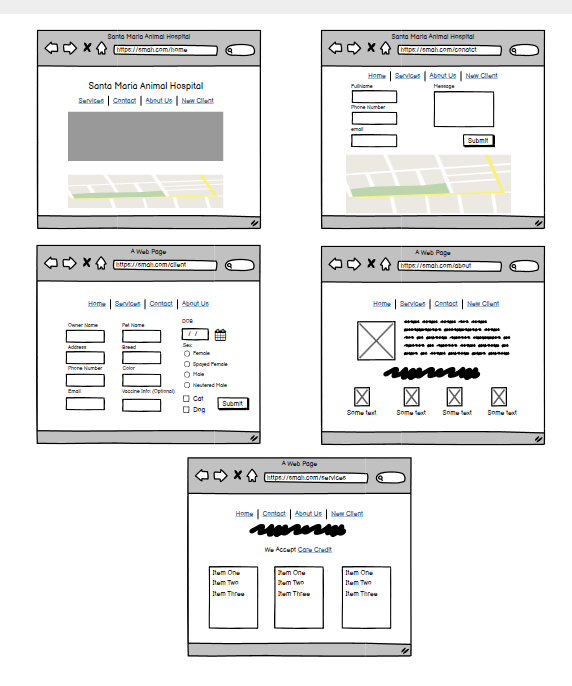 Santa Maria Animal Hospital
https://smah.com/home
Santa Maria Animal Hospital
Services | Contact | About Us | New Client
Santa Maria Animal Hospital
https://smah.com/conatct
Home | Services | About Us | New Client
FullName
Message
Phone Number
email
Submit
A Web Page
https://smah.com/client
Home | Services | Contact | About Us
Owner Name
Pet Name
DOB
/ /
Address
Breed
Sex:
Female
Phone Number
Color
Spayed Female
Male
Email
Vaccine Info: (Optional)
Neutered Male
Cat
Dog
Submit
A Web Page
https://smah.com/about
Home | Services | Contact | New Client
Some text
Some text
Some text
Some text
A Web Page
https://smah.com/services
Home | Contact | About Us | New Client
We Accept Care Credit
Item One
Item Two
Item Three
Item One
Item Two
Item Three
Item One
Item Two
Item Three